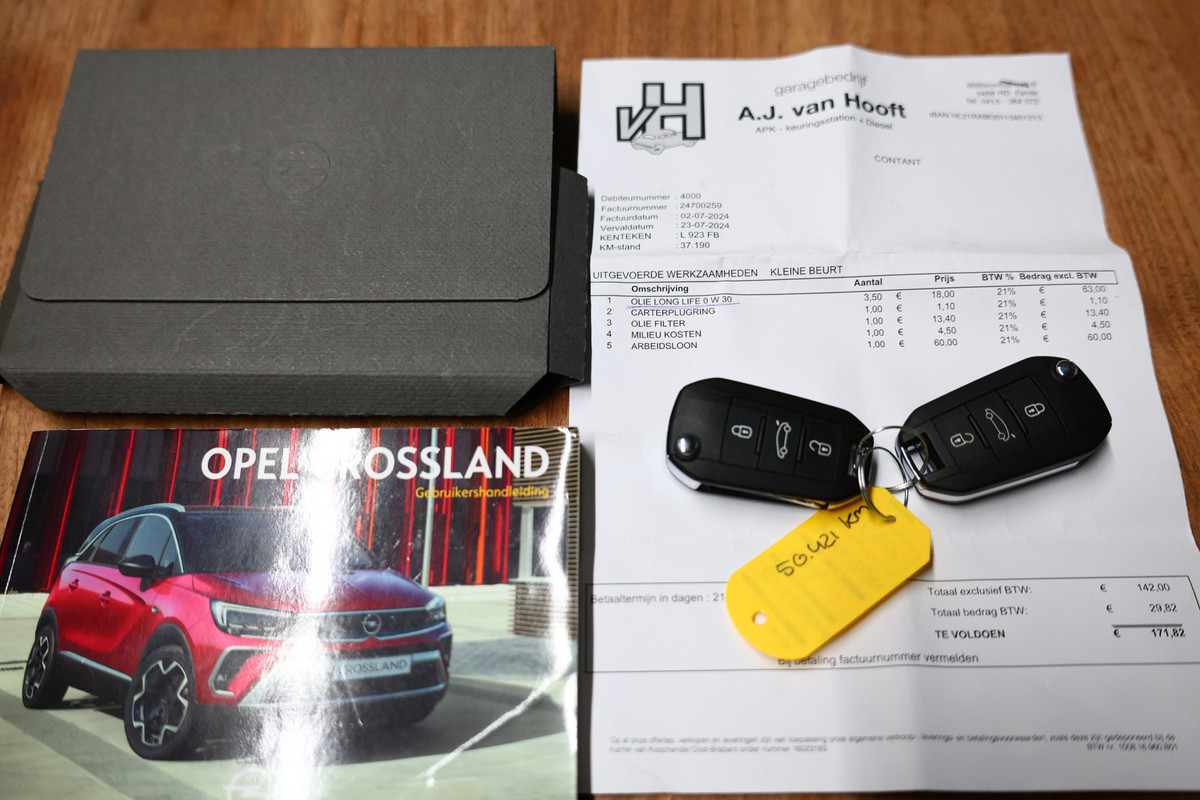 VH
garagebedrijf
A.J. van Hooft
APK - keuringsstation + Diesel
CONTANT
Debiteurnummer : 4000
Factuurnummer : 24700259
Factuurdatum : 02-07-2024
Vervaldatum : 23-07-2024
KENTEKEN : L 923 FB
KM-stand : 37.190
UITGEVOERDE WERKZAAMHEDEN KLEINE BEURT
Omschrijving Aantal Prijs BTW % Bedrag excl. BTW
1 OLIE LONG LIFE 0 W 30 3,50 € 18,00 21% € 63,00
2 CARTERPLUGRING 1,00 € 1,10 21% € 1,10
3 OLIE FILTER 1,00 € 13,40 21% € 13,40
4 MILIEU KOSTEN 1,00 € 4,50 21% € 4,50
5 ARBEIDSLOON 1,00 € 60,00 21% € 60,00
50.421 km
Betaaltermijn in dagen : 21
Totaal exclusief BTW: € 142,00
Totaal bedrag BTW: € 29,82
TE VOLDOEN € 171,82
Bij betaling factuurnummer vermelden
OPEL CROSSLAND
Gebruikershandleiding
CROSSLAND